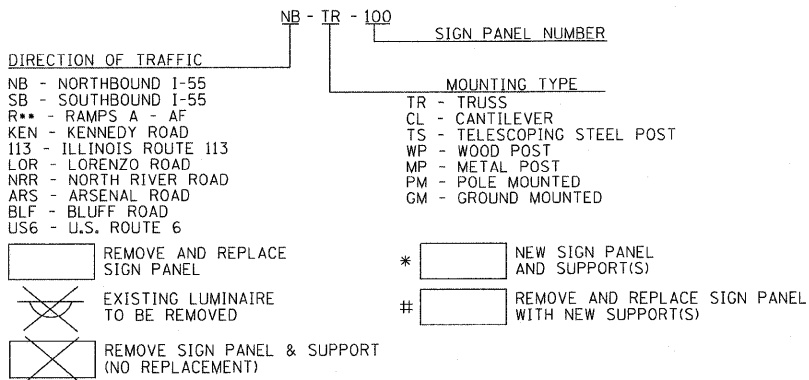 NB - TR - 100
SIGN PANEL NUMBER
DIRECTION OF TRAFFIC
NB - NORTHBOUND I-55
SB - SOUTHBOUND I-55
R** - RAMPS A - AF
KEN - KENNEDY ROAD
113 - ILLINOIS ROUTE 113
LOR - LORENZO ROAD
NRR - NORTH RIVER ROAD
ARS - ARSENAL ROAD
BLF - BLUFF ROAD
US6 - U.S. ROUTE 6
MOUNTING TYPE
TR - TRUSS
CL - CANTILEVER
TS - TELESCOPING STEEL POST
WP - WOOD POST
MP - METAL POST
PM - POLE MOUNTED
GM - GROUND MOUNTED
REMOVE AND REPLACE
SIGN PANEL
EXISTING LUMINAIRE
TO BE REMOVED
REMOVE SIGN PANEL & SUPPORT
(NO REPLACEMENT)
* NEW SIGN PANEL
AND SUPPORT(S)
# REMOVE AND REPLACE SIGN PANEL
WITH NEW SUPPORT(S)